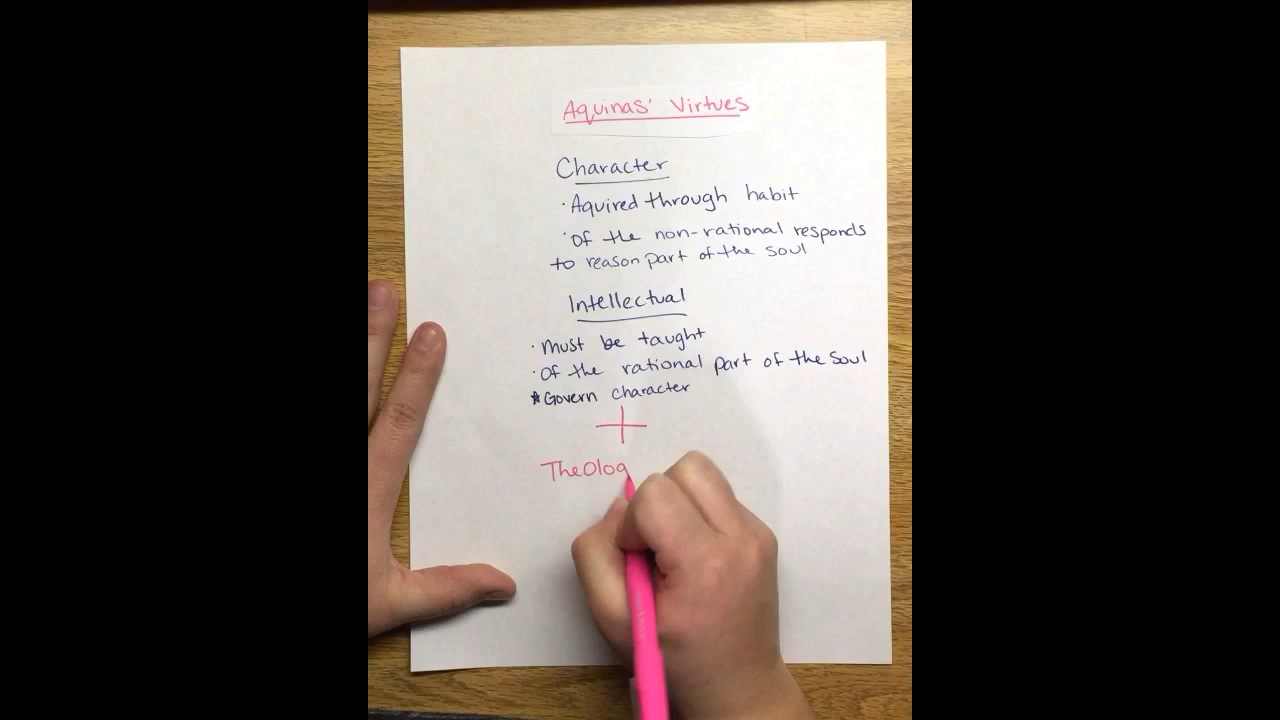 Aquinas' Virtues
Character
· Aquired through habit
· Of the non-rational responds
to reason part of the soul
Intellectual
· Must be taught
· Of the rational part of the Soul
* Govern character
+
Theolog